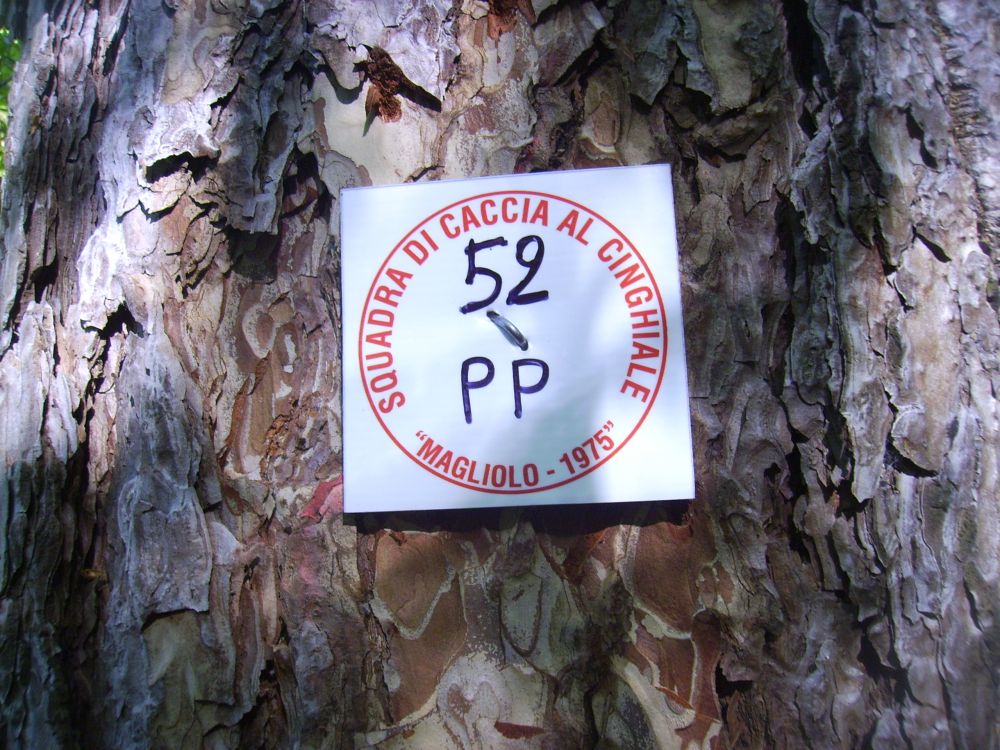 SQUADRA DI CACCIA AL CINGHIALE
52
PP
“MAGLIOLO - 1975”